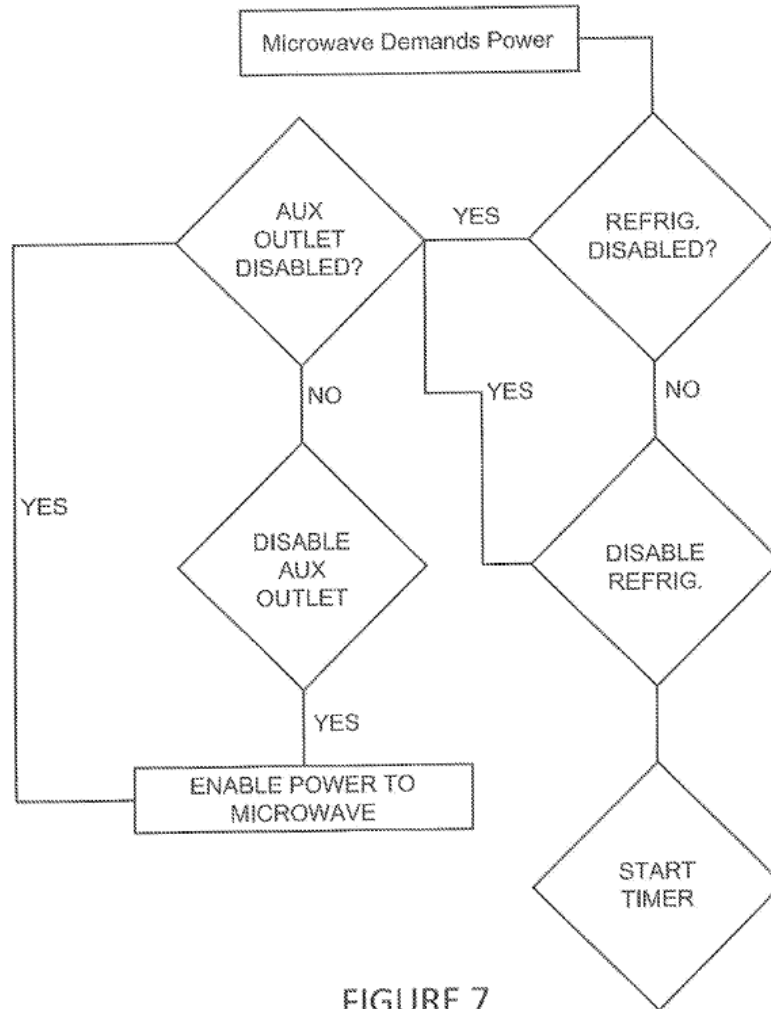 Microwave Demands Power
AUX
OUTLET
DISABLED?
YES
REFRIG.
DISABLED?
NO
YES
NO
YES
DISABLE
AUX
OUTLET
DISABLE
REFRIG.
YES
ENABLE POWER TO
MICROWAVE
START
TIMER
FIGURE 7